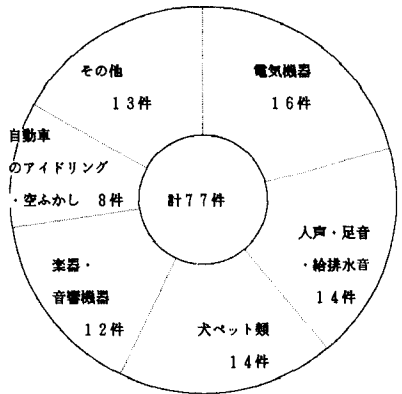 電気機器
16件
人声・足音
・給排水音
14件
犬ペット類
14件
楽器・
音響機器
12件
自動車
のアイドリング
・空ふかし 8件
その他
13件
計77件